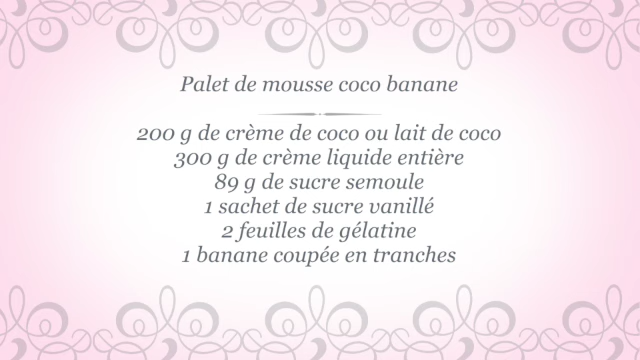 Palet de mousse coco banane
200 g de crème de coco ou lait de coco
300 g de crème liquide entière
89 g de sucre semoule
1 sachet de sucre vanillé
2 feuilles de gélatine
1 banane coupée en tranches